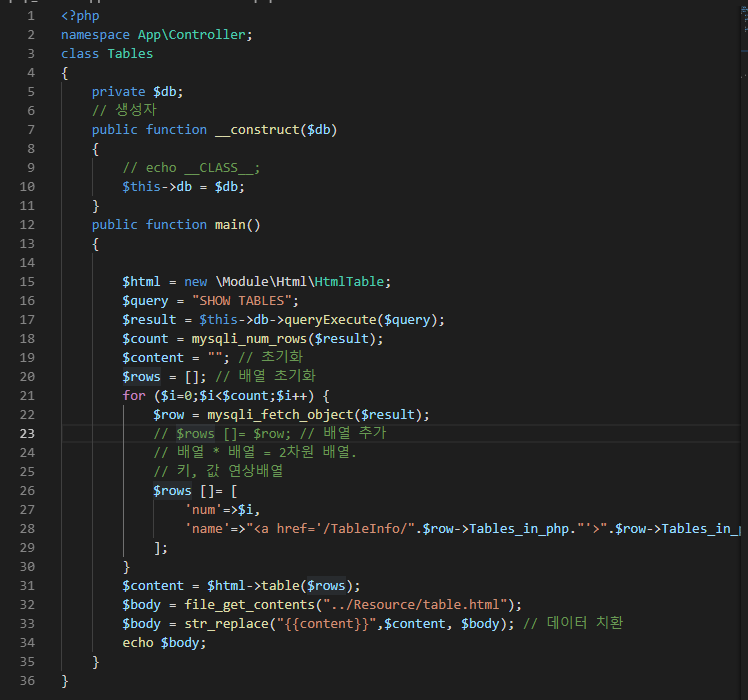 1 <?php
2 namespace App\Controller;
3 class Tables
4 {
5     private $db;
6     // 생성자
7     public function __construct($db)
8     {
9         // echo __CLASS__;
10         $this->db = $db;
11     }
12     public function main()
13     {
14
15         $html = new \Module\Html\HtmlTable;
16         $query = "SHOW TABLES";
17         $result = $this->db->queryExecute($query);
18         $count = mysqli_num_rows($result);
19         $content = ""; // 초기화
20         $rows = []; // 배열 초기화
21         for ($i=0;$i<$count;$i++) {
22             $row = mysqli_fetch_object($result);
23             // $rows []= $row; // 배열 추가
24             // 배열 * 배열 = 2차원 배열.
25             // 키, 값 연상배열
26             $rows []= [
27                 'num'=>$i,
28                 'name'=>"<a href='/TableInfo/".$row->Tables_in_php."'>".$row->Tables_in_
29             ];
30         }
31         $content = $html->table($rows);
32         $body = file_get_contents("../Resource/table.html");
33         $body = str_replace("{{content}}",$content, $body); // 데이터 치환
34         echo $body;
35     }
36 }